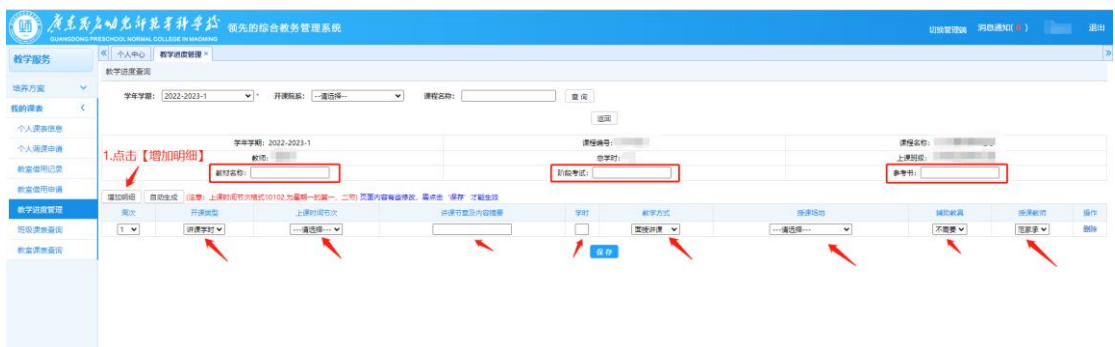 广东茂名幼儿师范专科学校 领先的综合教务管理系统
GUANGDONG PRESCHOOL NORMAL COLLEGE IN MAOMING
切换管理端 消息通知(0) 退出
教学服务
个人中心 教学进度管理 ×
教学进度查询
培养方案
学年学期: 2022-2023-1 * 开课院系: ---请选择--- 课程名称: 查询
我的课表
返回
个人课表信息
学年学期: 2022-2023-1 课程编号: 课程名称:
个人调课申请
1.点击【增加明细】
教师: 总学时: 上课班级:
教室借用记录
教材名称: 阶段考试: 参考书:
教室借用申请
增加明细 自动生成 (注意:上课时间节次格式10102,为星期一的第一、二节) 页面内容有些修改,需点击 '保存' 才能生效
教学进度管理
周次 开课类型 上课时间节次 讲课节章及内容摘要 学时 教学方式 授课场地 辅助教具 授课教师 操作
班级课表查询
1 讲课学时 ---请选择--- 面授讲课 ---请选择--- 不需要 范家承 删除
教室课表查询
保存